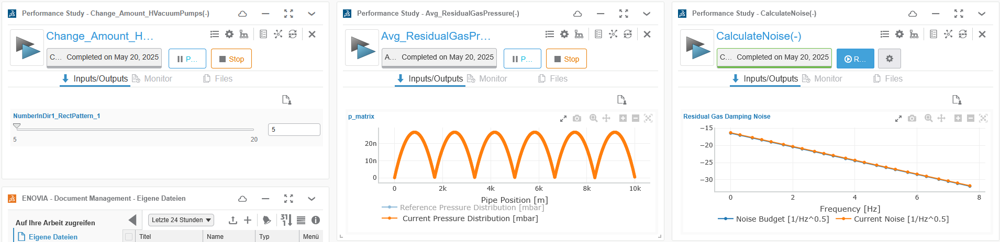 Performance Study - Change_Amount_HVacuumPumps(-)
Change_Amount_H...
C... Completed on May 20, 2025
P...
Stop
Inputs/Outputs
Monitor
Files
NumberInDir1_RectPattern_1
5
5
20
ENOVIA - Document Management - Eigene Dateien
Auf Ihre Arbeit zugreifen
Eigene Dateien
Letzte 24 Stunden
31
1
Titel
Name
Typ
Menü
Performance Study - Avg_ResidualGasPressure(-)
Avg_ResidualGasPr...
A... Completed on May 20, 2025
P...
Stop
Inputs/Outputs
Monitor
Files
p_matrix
20n
10n
0
0
2k
4k
6k
8k
10k
Pipe Position [m]
Reference Pressure Distribution [mbar]
Current Pressure Distribution [mbar]
Performance Study - CalculateNoise(-)
CalculateNoise(-)
C... Completed on May 20, 2025
R...
Inputs/Outputs
Monitor
Files
Residual Gas Damping Noise
−15
−20
−25
−30
0
2
4
6
8
Frequency [Hz]
Noise Budget [1/Hz^0.5]
Current Noise [1/Hz^0.5]